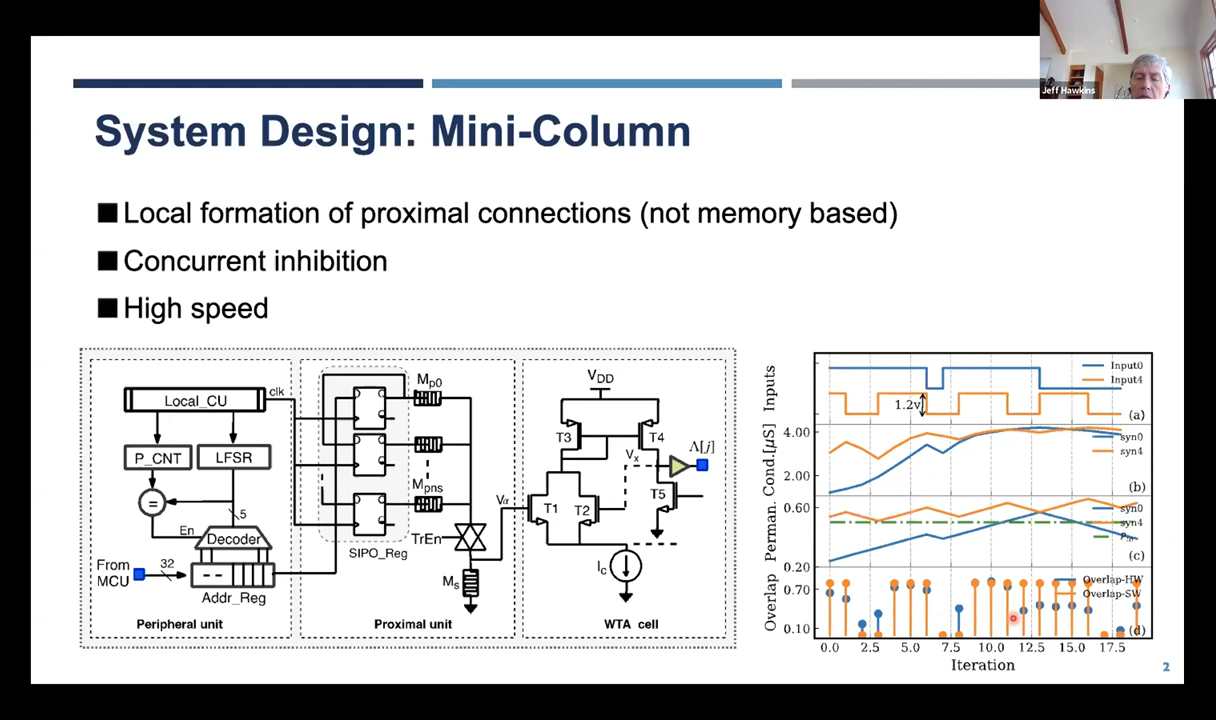 Jeff Hawkins
System Design: Mini-Column
Local formation of proximal connections (not memory based)
Concurrent inhibition
High speed
Local_CU
clk
P_CNT
LFSR
=
En
5
Decoder
From
MCU
32
Addr_Reg
Peripheral unit
Mp0
Mpns
SIPO_Reg
TrEn
Ms
Proximal unit
VDD
T3
T4
Vx
Λ[j]
Vα
T1
T2
T5
Ic
WTA cell
Inputs
Input0
Input4
1.2v
(a)
Cond.[μS]
4.00
2.00
syn0
syn4
(b)
Perman.
0.60
0.20
syn0
syn4
(c)
Overlap
0.70
0.10
Overlap-HW
Overlap-SW
(d)
0.0 2.5 5.0 7.5 10.0 12.5 15.0 17.5
Iteration
2